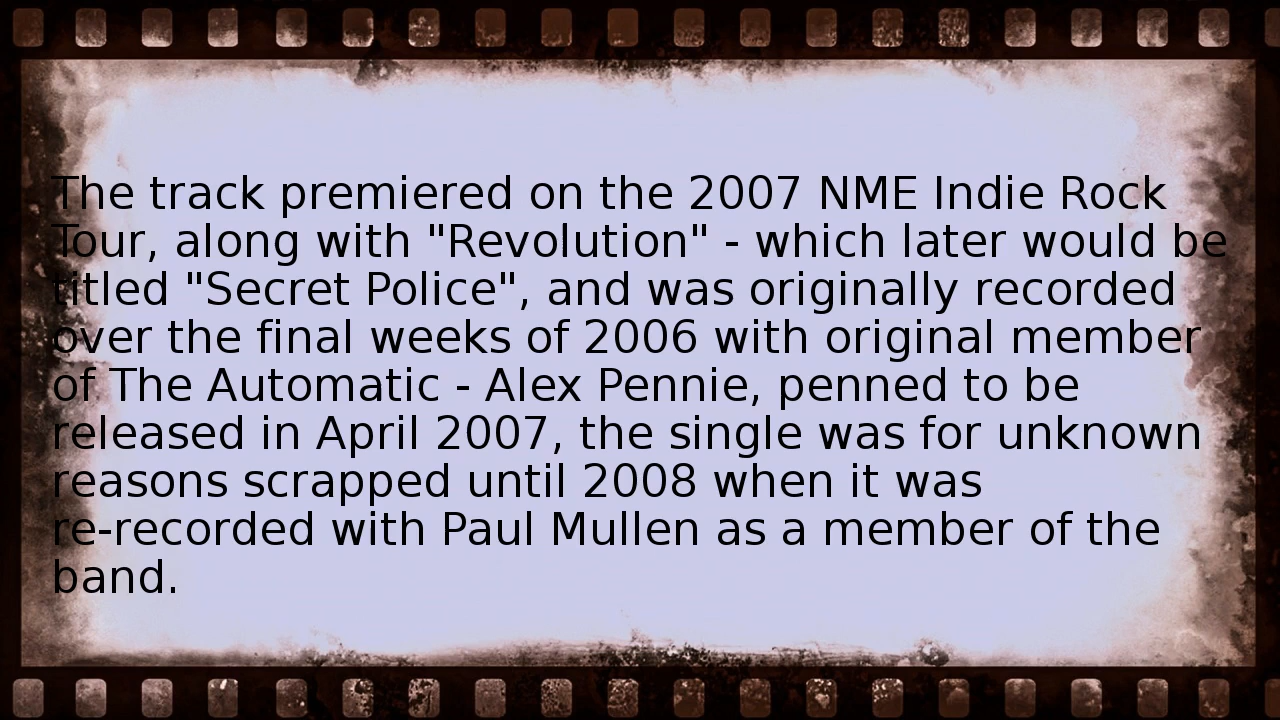 The track premiered on the 2007 NME Indie Rock
Tour, along with "Revolution" - which later would be
titled "Secret Police", and was originally recorded
over the final weeks of 2006 with original member
of The Automatic - Alex Pennie, penned to be
released in April 2007, the single was for unknown
reasons scrapped until 2008 when it was
re-recorded with Paul Mullen as a member of the
band.